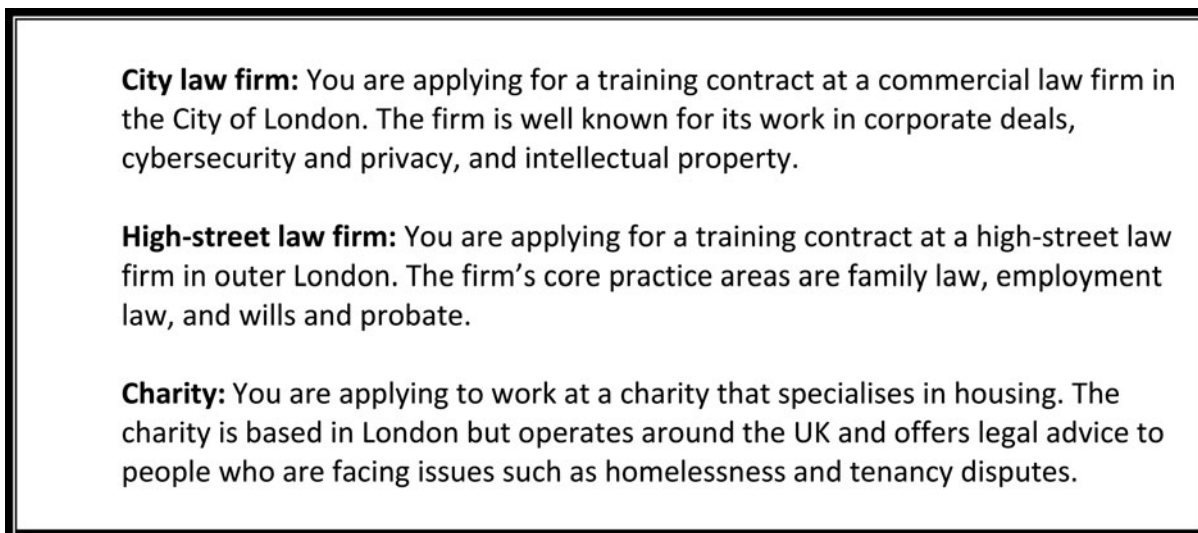 City law firm: You are applying for a training contract at a commercial law firm in
the City of London. The firm is well known for its work in corporate deals,
cybersecurity and privacy, and intellectual property.
High-street law firm: You are applying for a training contract at a high-street law
firm in outer London. The firm’s core practice areas are family law, employment
law, and wills and probate.
Charity: You are applying to work at a charity that specialises in housing. The
charity is based in London but operates around the UK and offers legal advice to
people who are facing issues such as homelessness and tenancy disputes.